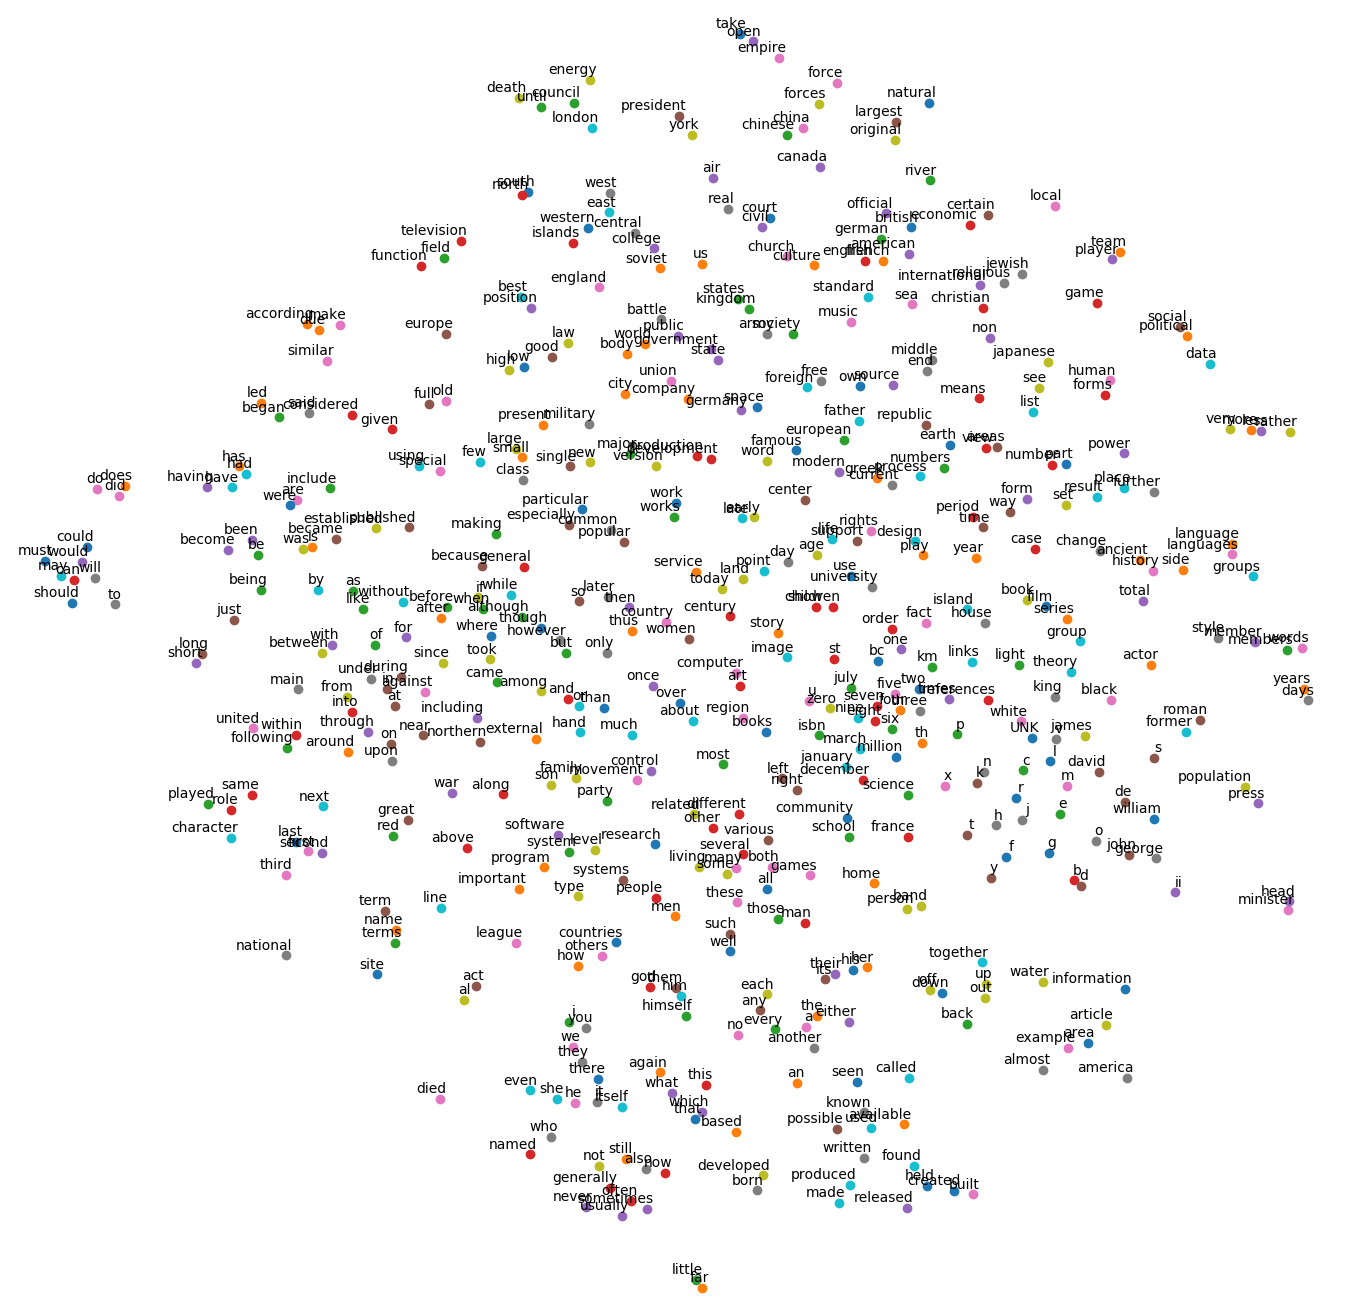 take
open
empire
energy
force
death
until
council
forces
natural
president
london
york
chinese
china
largest
original
canada
air
river
south
north
west
real
local
east
court
official
certain
western
central
civil
british
economic
television
islands
college
german
field
church
culture
english
french
american
team
player
function
soviet
us
jewish
international
religious
england
states
kingdom
standard
sea
christian
game
best
position
according
due
make
europe
battle
public
army
society
music
social
political
law
world
government
non
similar
good
body
state
middle
end
japanese
data
high
low
union
free
foreign
own
source
see
human
forms
led
began
said
considered
full
old
city
company
germany
space
means
list
given
present
military
father
republic
very
more
less
rather
large
small
major
production
development
famous
european
earth
view
areas
using
special
few
single
new
version
word
modern
greek
process
numbers
number
part
power
has
had
having
have
class
current
does
do
did
include
were
are
particular
work
center
form
set
result
place
further
established
published
making
especially
common
popular
works
late
early
rights
period
way
time
life
support
design
could
been
become
be
was
is
became
must
would
because
general
day
age
play
year
case
change
language
languages
ancient
history
side
may
can
will
service
point
land
use
university
groups
should
to
being
by
as
like
without
before
after
if
when
although
while
so
later
then
today
children
show
book
film
island
total
just
where
though
however
thus
country
century
story
order
fact
house
series
long
short
between
with
of
for
since
took
but
only
women
image
st
bc
one
km
links
light
group
theory
actor
style
member
members
words
main
under
during
in
from
against
came
among
once
computer
art
july
five
two
king
black
years
days
into
at
including
and
or
than
over
u
zero
seven
four
three
times
references
united
within
through
near
on
northern
external
hand
much
about
region
books
isbn
nine
eight
six
th
p
white
UNK
v
james
roman
former
following
around
upon
most
march
million
january
december
war
along
son
family
movement
control
left
right
science
x
k
n
c
l
david
s
played
same
role
next
great
party
related
different
community
r
m
population
press
de
character
red
software
system
level
research
other
various
school
france
t
h
j
e
william
last
first
second
above
program
several
living
some
many
both
games
f
g
o
john
george
third
important
type
systems
people
all
home
y
b
d
ii
term
line
men
these
those
man
person
band
head
minister
name
terms
national
league
countries
others
such
well
site
how
together
act
al
god
them
him
their
its
his
her
off
down
up
out
water
information
himself
each
any
every
no
the
a
either
back
article
i
you
we
they
another
example
area
almost
america
there
again
this
an
seen
called
died
even
she
he
it
itself
what
which
that
known
who
based
possible
used
available
named
written
not
still
also
now
developed
born
produced
found
generally
often
made
held
created
built
never
usually
sometimes
released
little
far